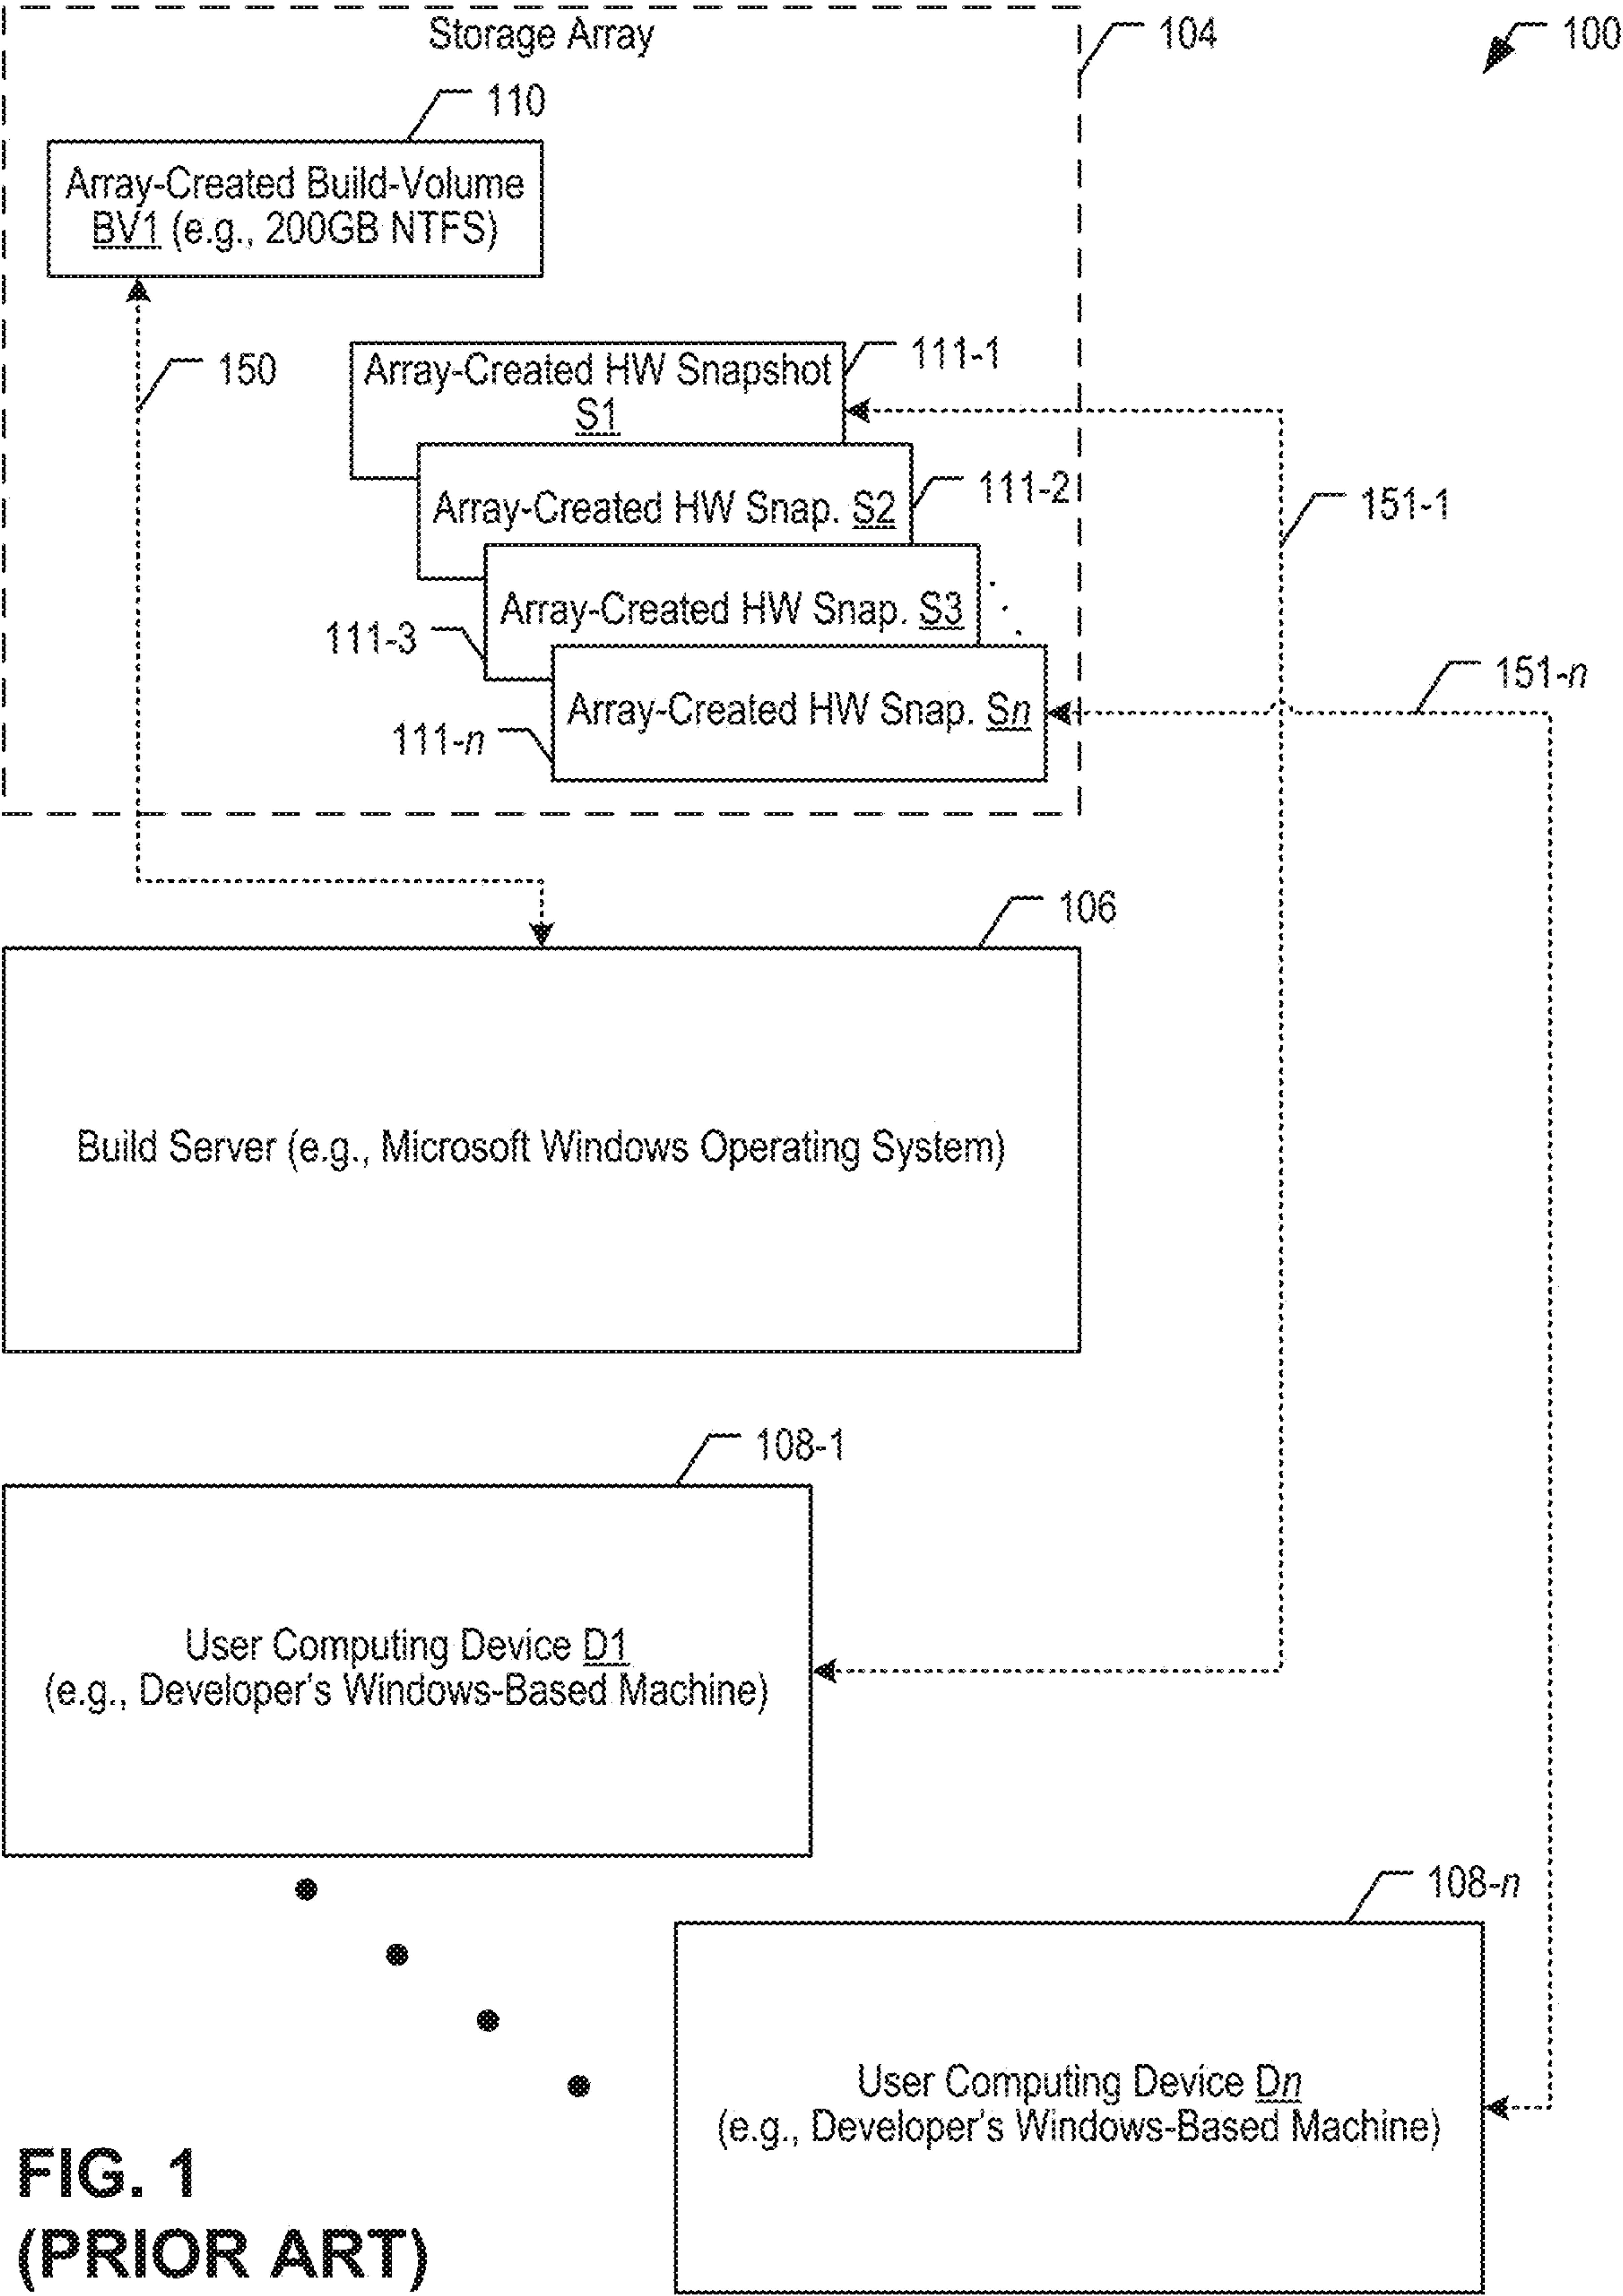 Storage Array
104
100
110
Array-Created Build-Volume
BV1 (e.g., 200GB NTFS)
150
Array-Created HW Snapshot
S1
111-1
Array-Created HW Snap. S2
111-2
151-1
Array-Created HW Snap. S3
111-3
151-n
Array-Created HW Snap. Sn
111-n
106
Build Server (e.g., Microsoft Windows Operating System)
108-1
User Computing Device D1
(e.g., Developer's Windows-Based Machine)
108-n
User Computing Device Dn
(e.g., Developer's Windows-Based Machine)
FIG. 1
(PRIOR ART)